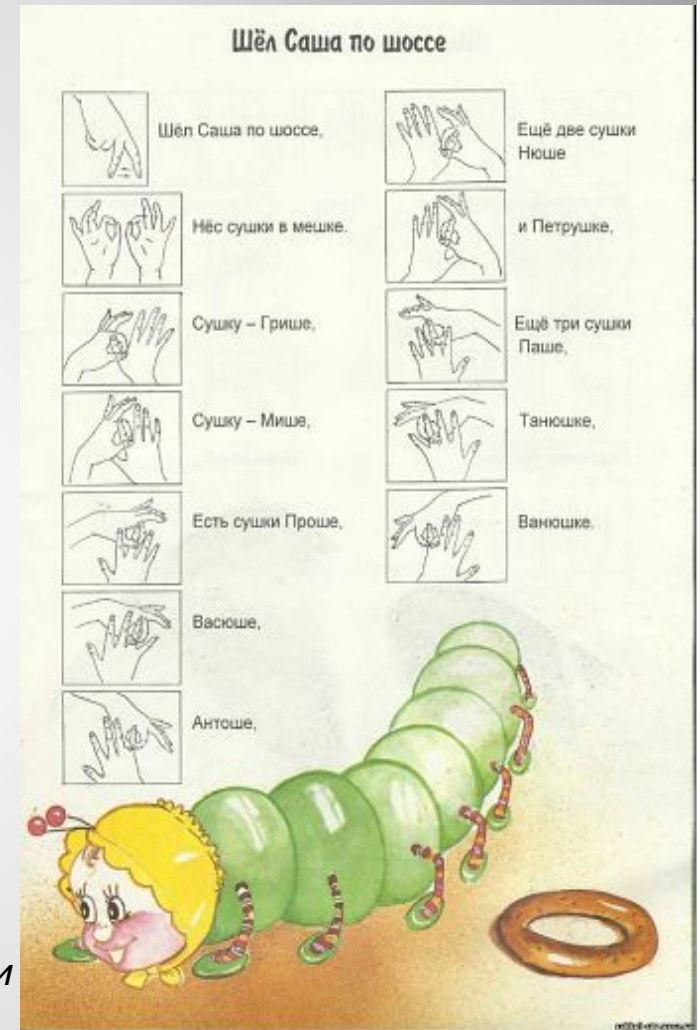 Шёл Саша по шоссе
Шёл Саша по шоссе,
Нёс сушки в мешке.
Сушку – Грише,
Сушку – Мише,
Есть сушки Проше,
Васюше,
Антоше,
Ещё две сушки
Нюше
и Петрушке,
Ещё три сушки
Паше,
Танюшке,
Ванюшке.
и